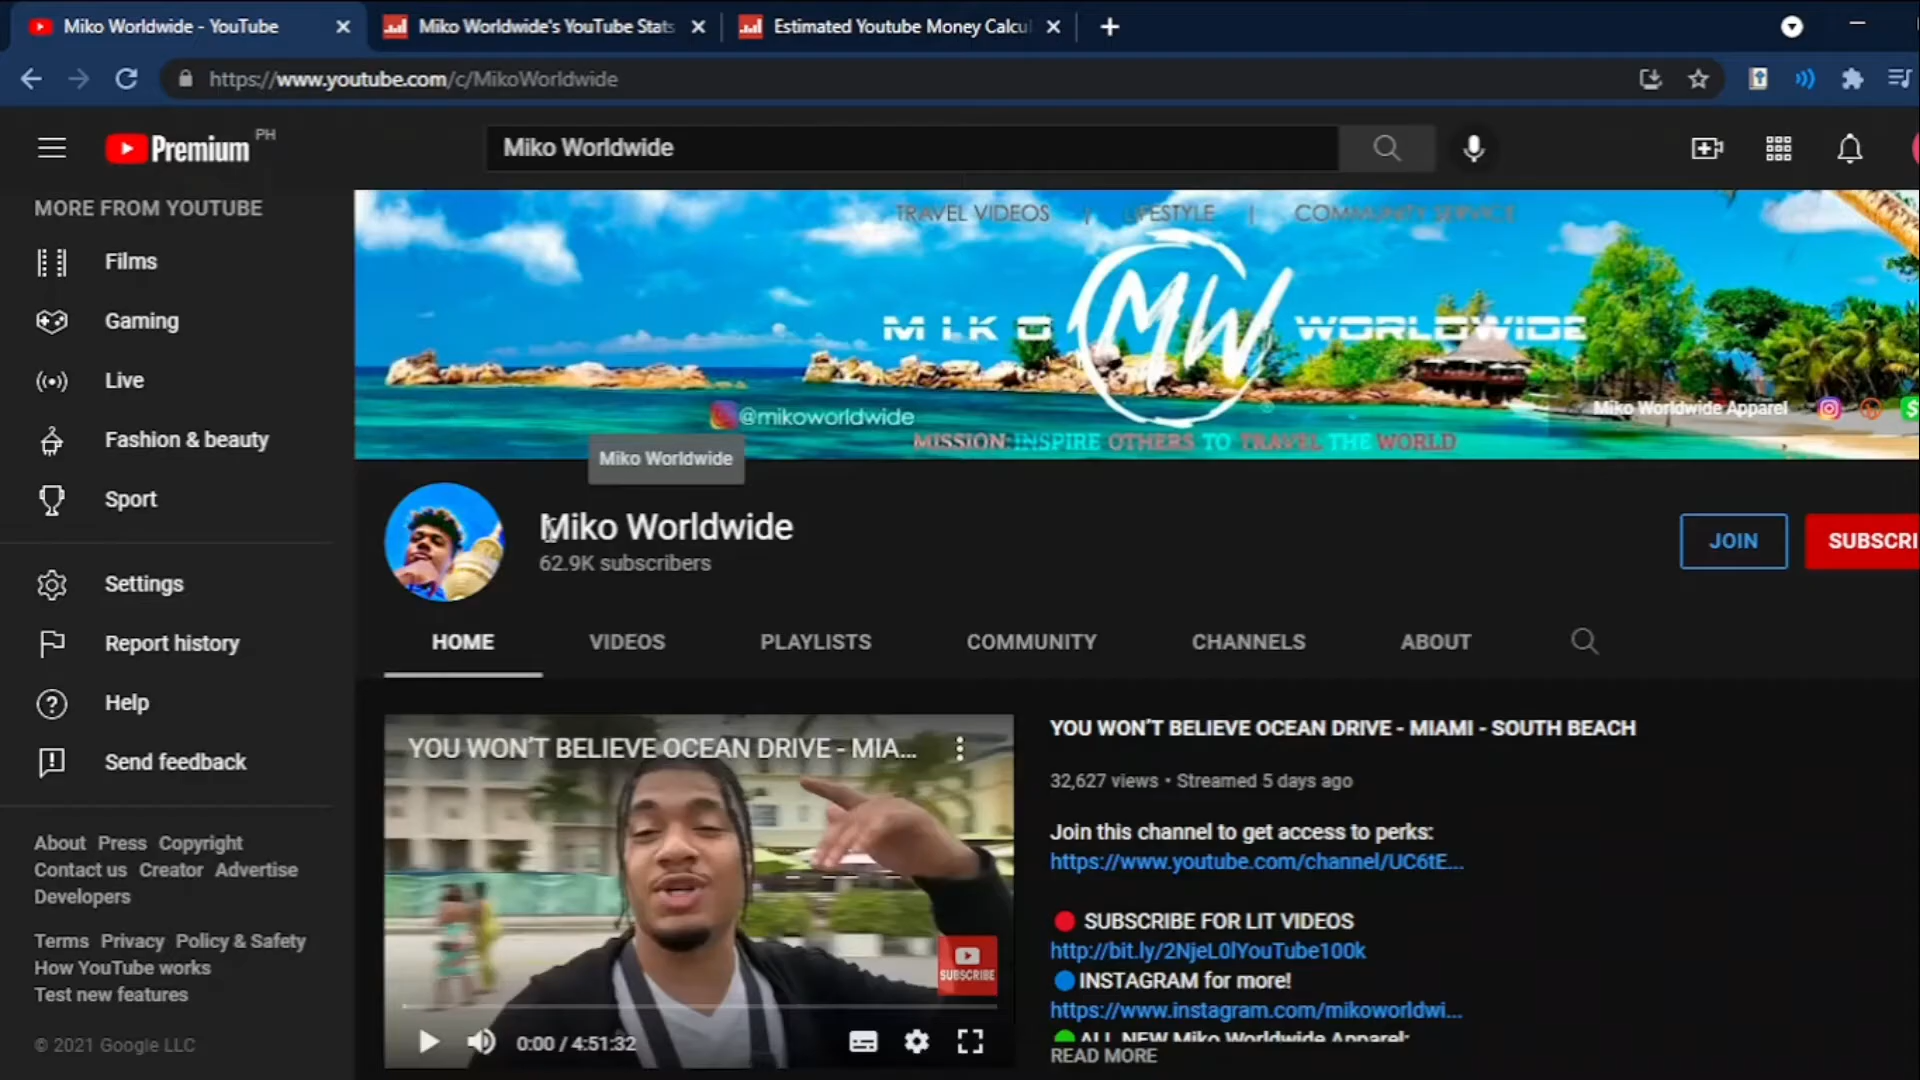 Miko Worldwide - YouTube
Miko Worldwide's YouTube Stats
Estimated Youtube Money Calcu
https://www.youtube.com/c/MikoWorldwide
Premium PH
Miko Worldwide
MORE FROM YOUTUBE
Films
Gaming
Live
Fashion & beauty
Sport
Settings
Report history
Help
Send feedback
About Press Copyright
Contact us Creator Advertise
Developers
Terms Privacy Policy & Safety
How YouTube works
Test new features
© 2021 Google LLC
TRAVEL VIDEOS | LIFESTYLE | COMMUNITY SERVICE
MIKO MW WORLDWIDE
@mikoworldwide
Miko Worldwide Apparel
MISSION: INSPIRE OTHERS TO TRAVEL THE WORLD
Miko Worldwide
Miko Worldwide
62.9K subscribers
JOIN
SUBSCRI
HOME
VIDEOS
PLAYLISTS
COMMUNITY
CHANNELS
ABOUT
YOU WON'T BELIEVE OCEAN DRIVE - MIA...
SUBSCRIBE
0:00 / 4:51:32
YOU WON'T BELIEVE OCEAN DRIVE - MIAMI - SOUTH BEACH
32,627 views • Streamed 5 days ago
Join this channel to get access to perks:
https://www.youtube.com/channel/UC6tE...
🔴 SUBSCRIBE FOR LIT VIDEOS
http://bit.ly/2NjeL0lYouTube100k
🔵INSTAGRAM for more!
https://www.instagram.com/mikoworldwi...
🟢ALL NEW Miko Worldwide Apparel:
READ MORE